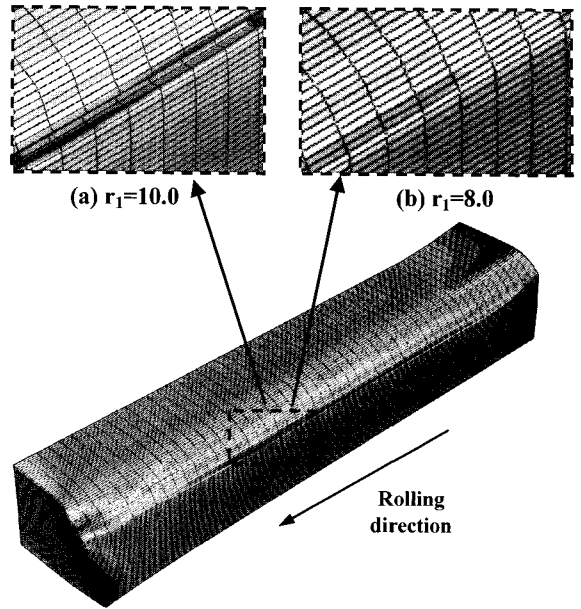 (a) r₁=10.0
(b) r₁=8.0
Rolling
direction